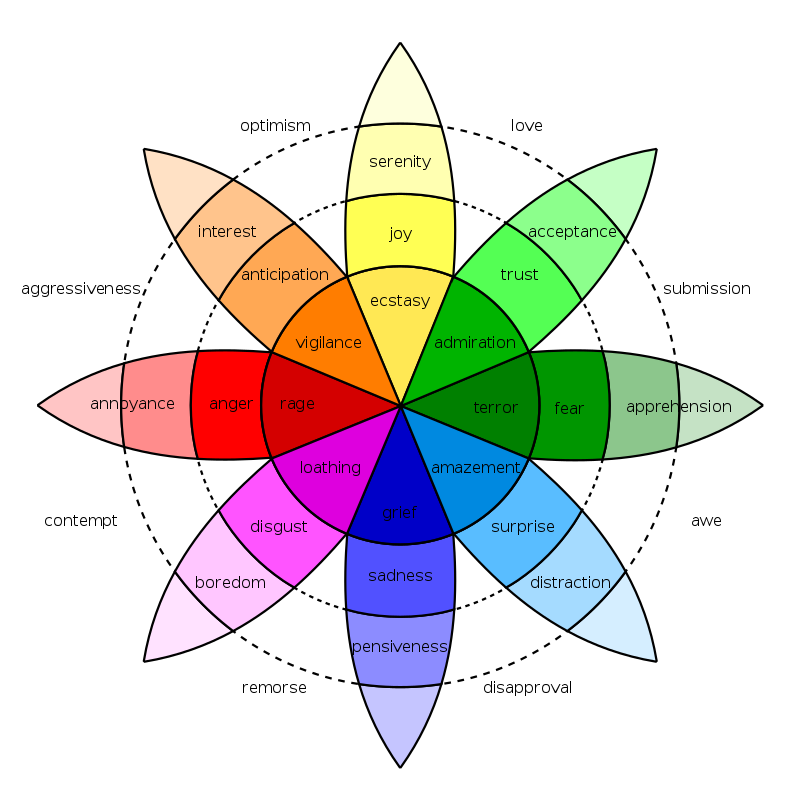 optimism
love
serenity
interest
joy
acceptance
anticipation
trust
aggressiveness
submission
ecstasy
vigilance
admiration
annoyance
anger
rage
terror
fear
apprehension
loathing
amazement
contempt
grief
awe
disgust
surprise
sadness
boredom
distraction
pensiveness
remorse
disapproval